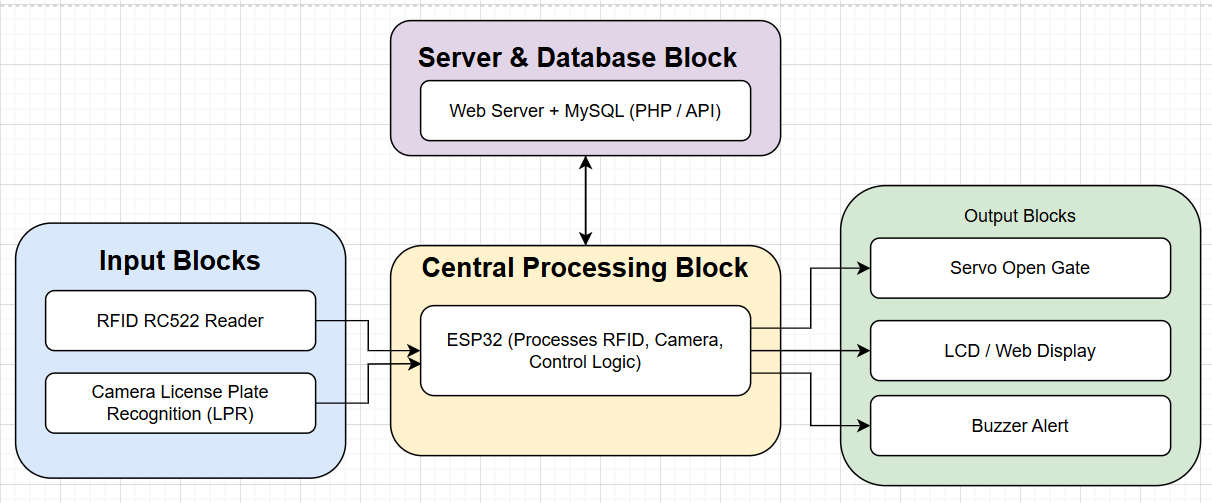 Server & Database Block
Web Server + MySQL (PHP / API)
Input Blocks
RFID RC522 Reader
Camera License Plate
Recognition (LPR)
Central Processing Block
ESP32 (Processes RFID, Camera,
Control Logic)
Output Blocks
Servo Open Gate
LCD / Web Display
Buzzer Alert